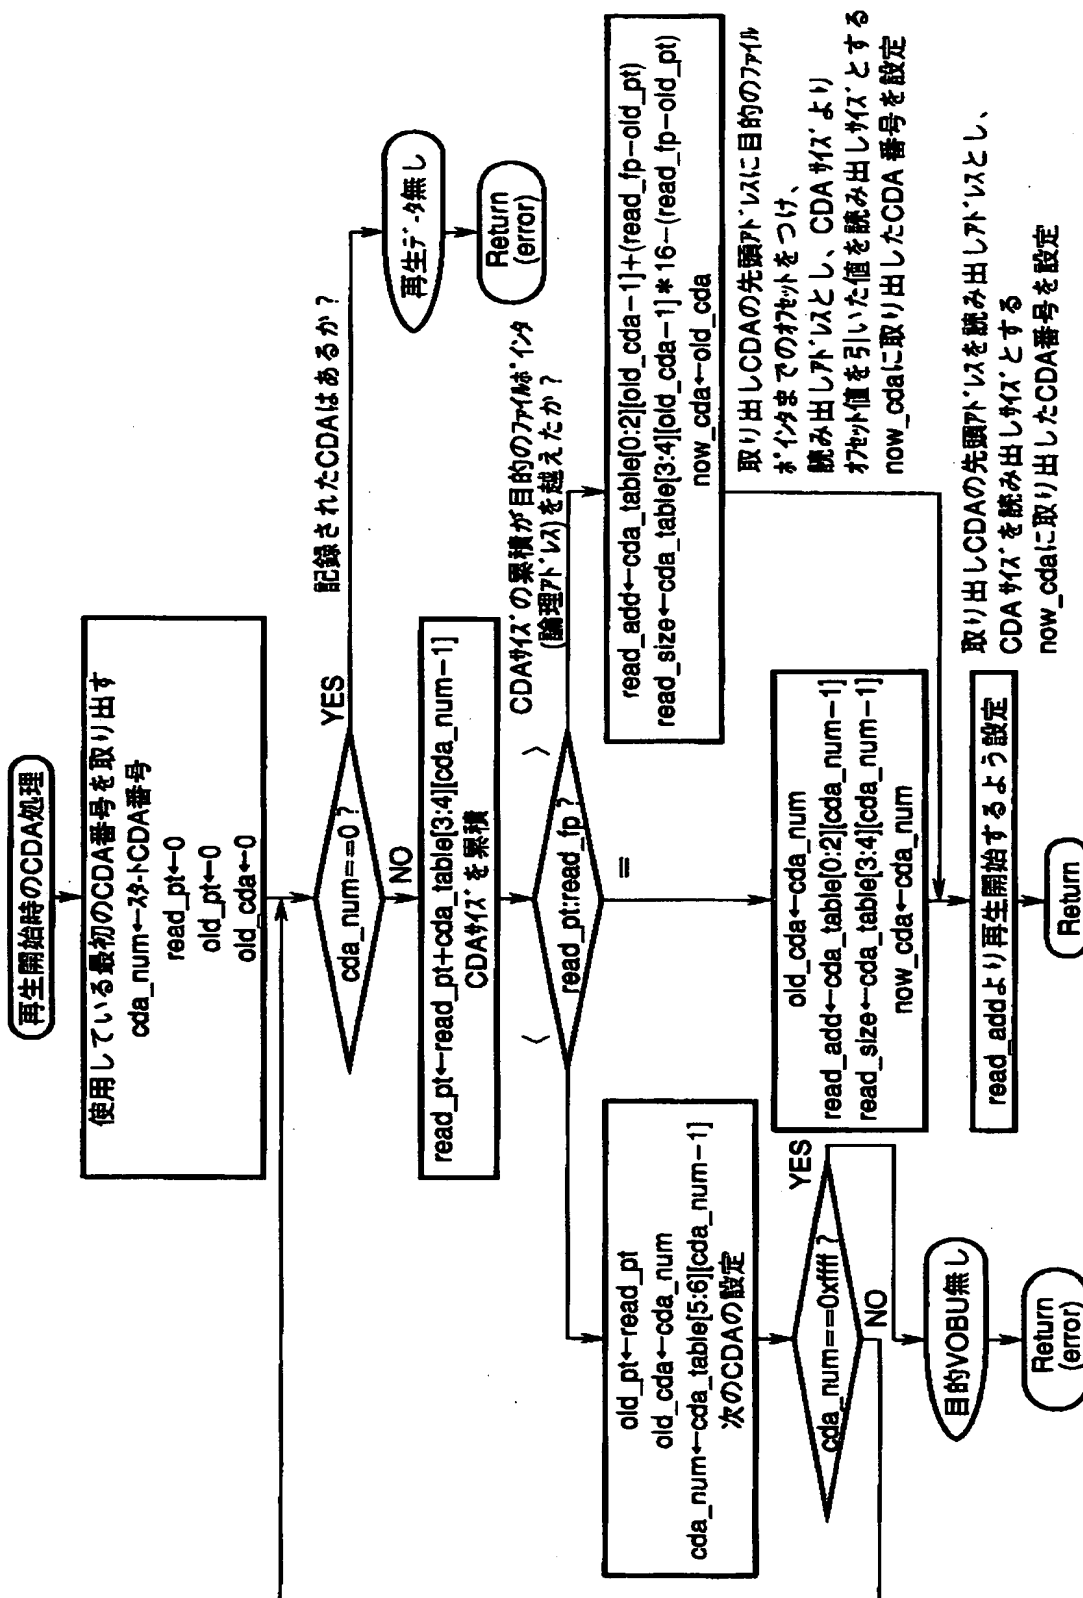 再生開始時のCDA処理
使用している最初のCDA番号を取り出す
cda_num←スタートCDA番号
read_pt←0
old_pt←0
old_cda←0
cda_num==0？
YES
NO
記録されたCDAはあるか？
再生データ無し
Return
(error)
read_pt←read_pt+cda_table[3:4][cda_num−1]
CDAサイズを累積
CDAサイズの累積が目的のファイルポインタ
(論理アドレス)を越えたか？
read_pt:read_fp？
＜
＝
＞
old_pt←read_pt
old_cda←cda_num
cda_num←cda_table[5:6][cda_num−1]
次のCDAの設定
cda_num==0xffff？
YES
NO
目的VOBU無し
Return
(error)
old_cda←cda_num
read_add←cda_table[0:2][cda_num−1]
read_size←cda_table[3:4][cda_num−1]
now_cda←cda_num
read_add←cda_table[0:2][old_cda−1]+(read_fp−old_pt)
read_size←cda_table[3:4][old_cda−1]＊16−(read_fp−old_pt)
now_cda←old_cda
取り出しCDAの先頭アドレスに目的のファイル
ポインタまでのオフセットをつけ、
読み出しアドレスとし、CDAサイズより
オフセット値を引いた値を読み出しサイズとする
now_cdaに取り出したCDA番号を設定
read_addより再生開始するよう設定
取り出しCDAの先頭アドレスを読み出しアドレスとし、
CDAサイズを読み出しサイズとする
now_cdaに取り出したCDA番号を設定
Return